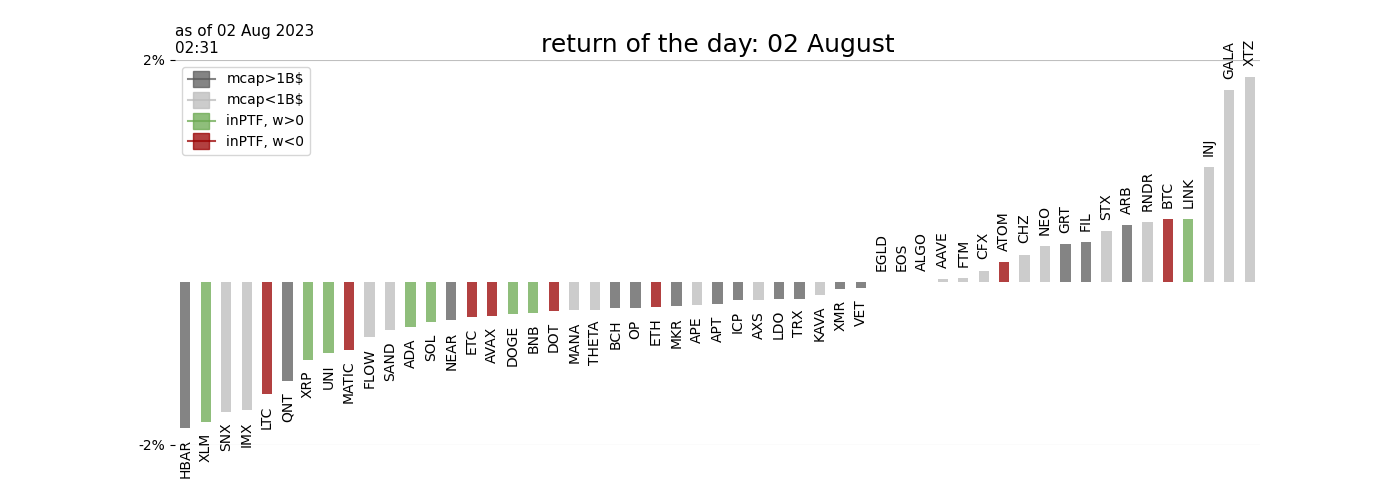 as of 02 Aug 2023
02:31
return of the day: 02 August
2%
mcap>1B$
mcap<1B$
inPTF, w>0
inPTF, w<0
-2%
HBAR
XLM
SNX
IMX
LTC
QNT
XRP
UNI
MATIC
FLOW
SAND
ADA
SOL
NEAR
ETC
AVAX
DOGE
BNB
DOT
MANA
THETA
BCH
OP
ETH
MKR
APE
APT
ICP
AXS
LDO
TRX
KAVA
XMR
VET
EGLD
EOS
ALGO
AAVE
FTM
CFX
ATOM
CHZ
NEO
GRT
FIL
STX
ARB
RNDR
BTC
LINK
INJ
GALA
XTZ